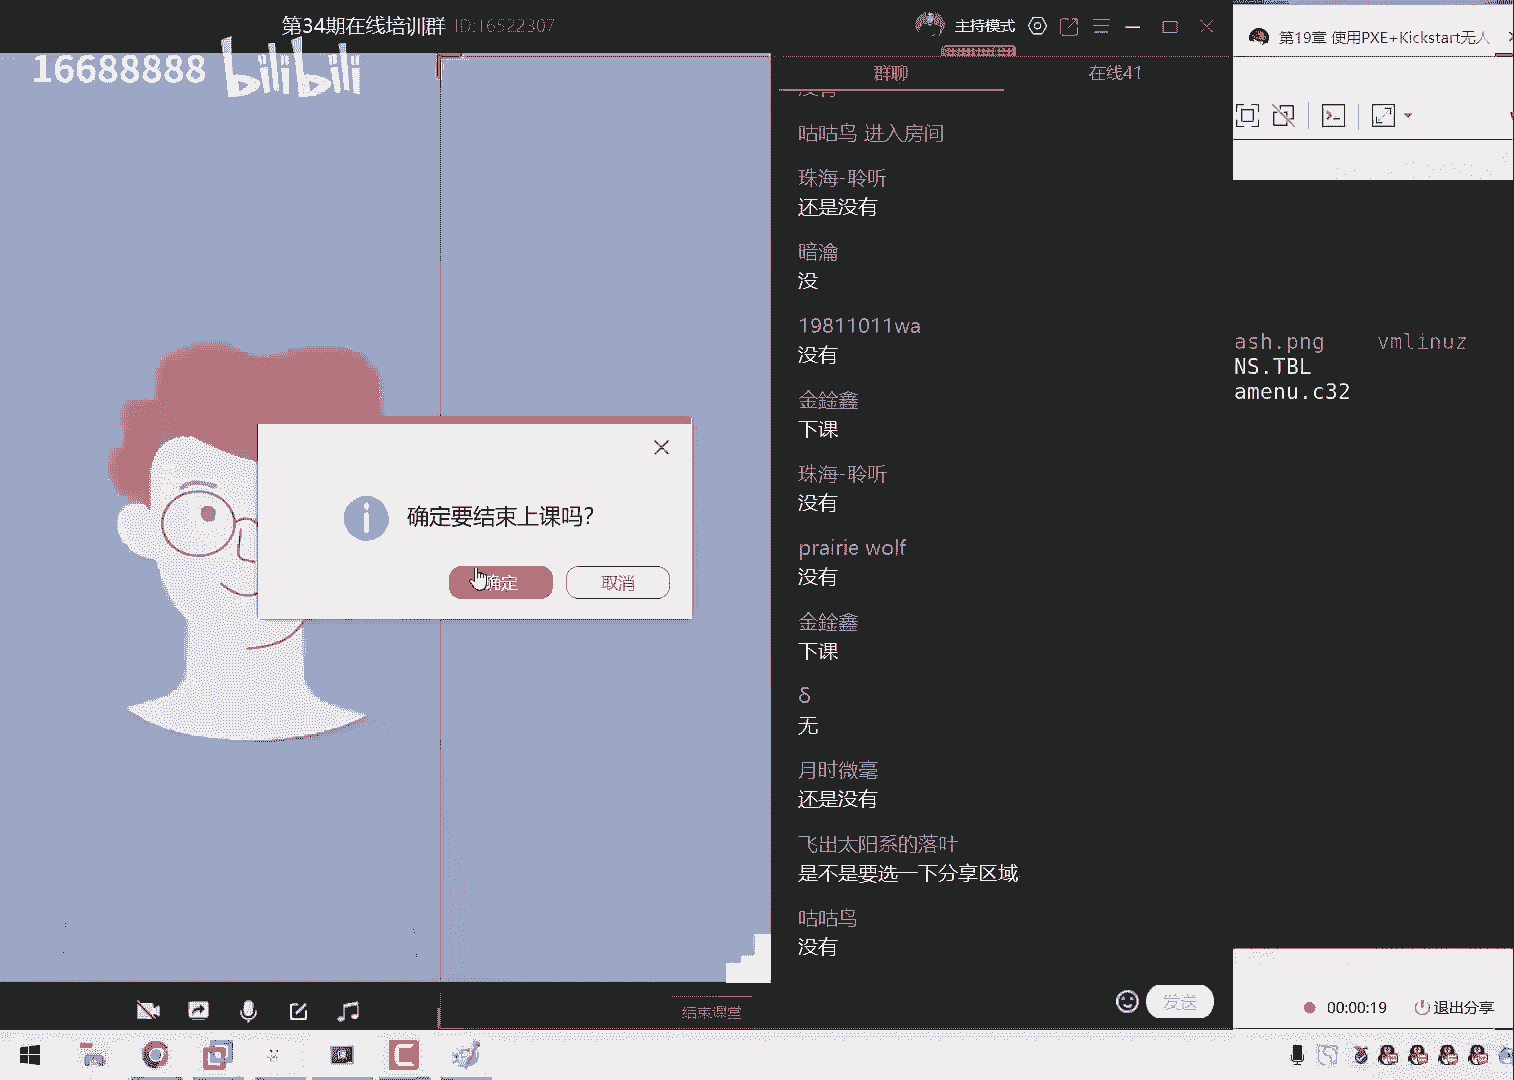 第34期在线培训群 ID:16522307
主持模式
第19章 使用PXE+Kickstart无人
16688888 bilibili
群聊
在线41
没有
咕咕鸟 进入房间
珠海-聆听
还是没有
暗瀹
没
19811011wa
没有
金鍂鑫
下课
珠海-聆听
没有
prairie wolf
没有
金鍂鑫
下课
δ
无
月时微毫
还是没有
飞出太阳系的落叶
是不是要选一下分享区域
咕咕鸟
没有
确定要结束上课吗?
确定
取消
ash.png vmlinuz
NS.TBL
amenu.c32
结束课堂
发送
00:00:19
退出分享